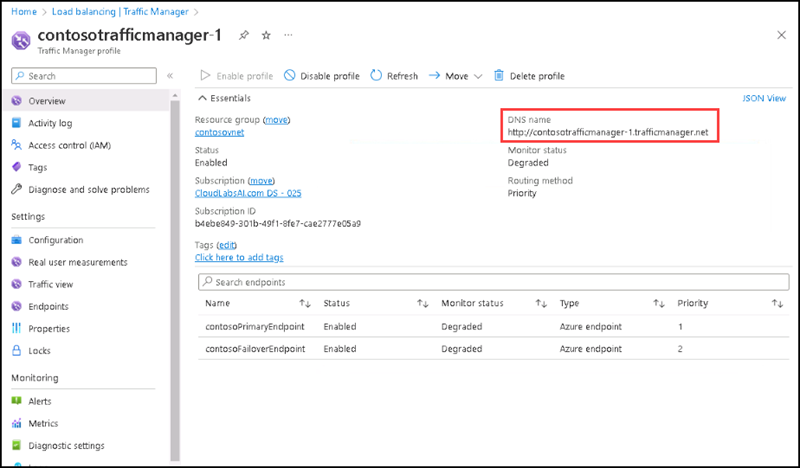 Home > Load balancing | Traffic Manager >
contosotrafficmanager-1
Traffic Manager profile
Search
Enable profile Disable profile Refresh Move Delete profile
Overview
Activity log
Access control (IAM)
Tags
Diagnose and solve problems
Settings
Configuration
Real user measurements
Traffic view
Endpoints
Properties
Locks
Monitoring
Alerts
Metrics
Diagnostic settings
Essentials
JSON View
Resource group (move)
contosovnet
Status
Enabled
Subscription (move)
CloudLabsAI.com DS - 025
Subscription ID
b4ebe849-301b-49f1-8fe7-cae2777e05a9
DNS name
http://contosotrafficmanager-1.trafficmanager.net
Monitor status
Degraded
Routing method
Priority
Tags (edit)
Click here to add tags
Search endpoints
Name Status Monitor status Type Priority
contosoPrimaryEndpoint Enabled Degraded Azure endpoint 1
contosoFailoverEndpoint Enabled Degraded Azure endpoint 2